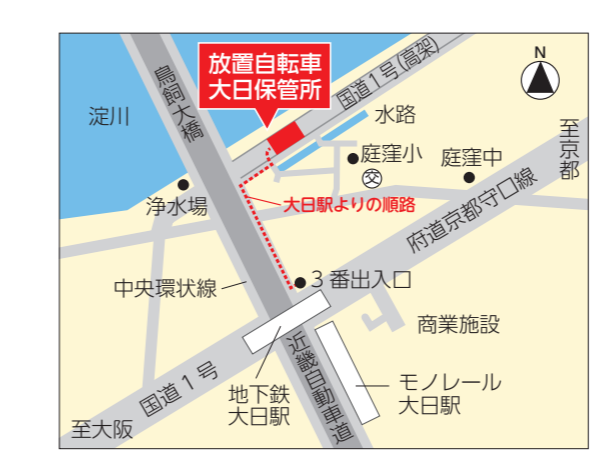 放置自転車
大日保管所
N
国道1号(高架)
鳥飼大橋
淀川
水路
至京都
庭窪小
庭窪中
交
浄水場
大日駅よりの順路
府道京都守口線
3番出入口
中央環状線
商業施設
近畿自動車道
国道1号
地下鉄
大日駅
モノレール
大日駅
至大阪